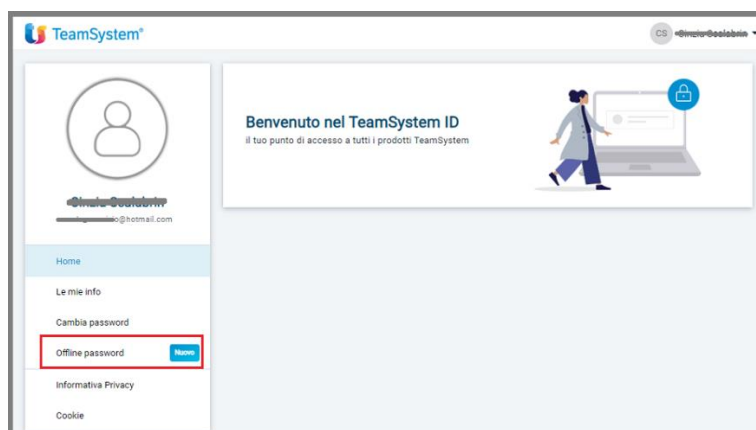 TeamSystem®
CS
Benvenuto nel TeamSystem ID
il tuo punto di accesso a tutti i prodotti TeamSystem
@hotmail.com
Home
Le mie info
Cambia password
Offline password Nuovo
Informativa Privacy
Cookie